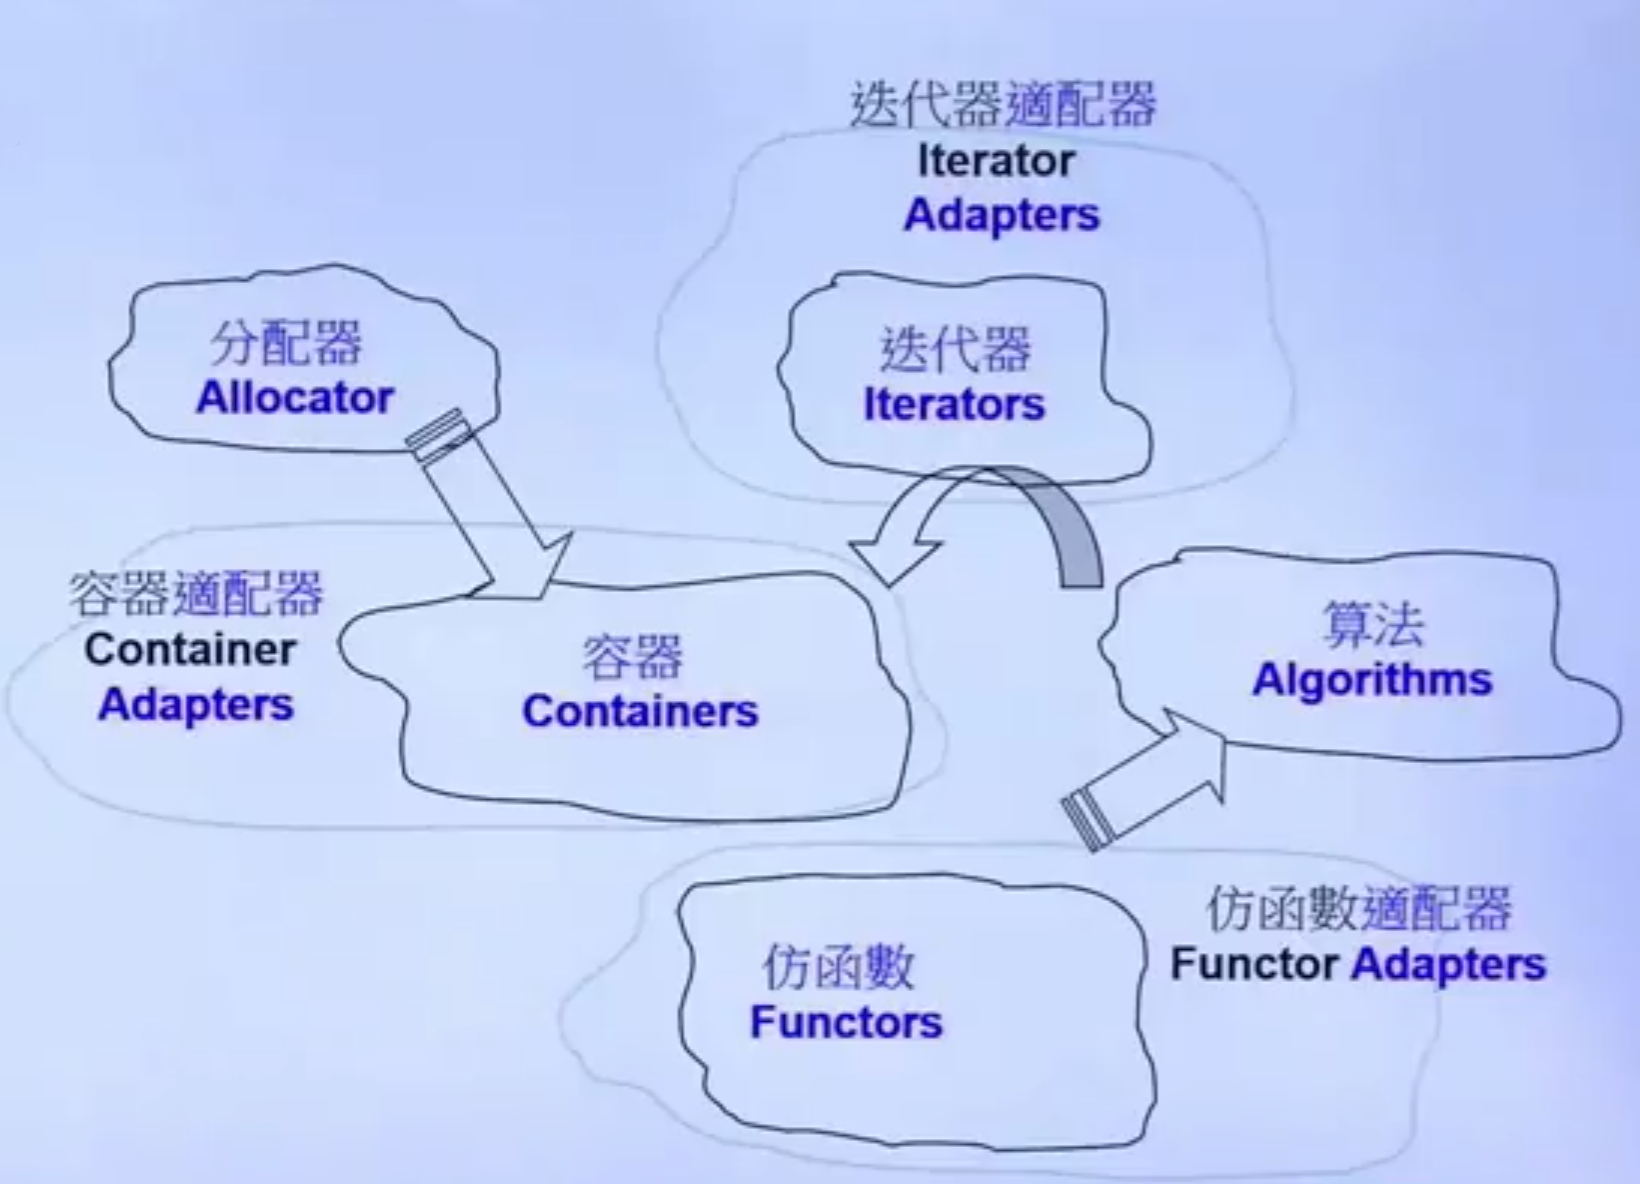 迭代器適配器
Iterator
Adapters
分配器
Allocator
迭代器
Iterators
容器適配器
Container
Adapters
容器
Containers
算法
Algorithms
仿函數
Functors
仿函數適配器
Functor Adapters